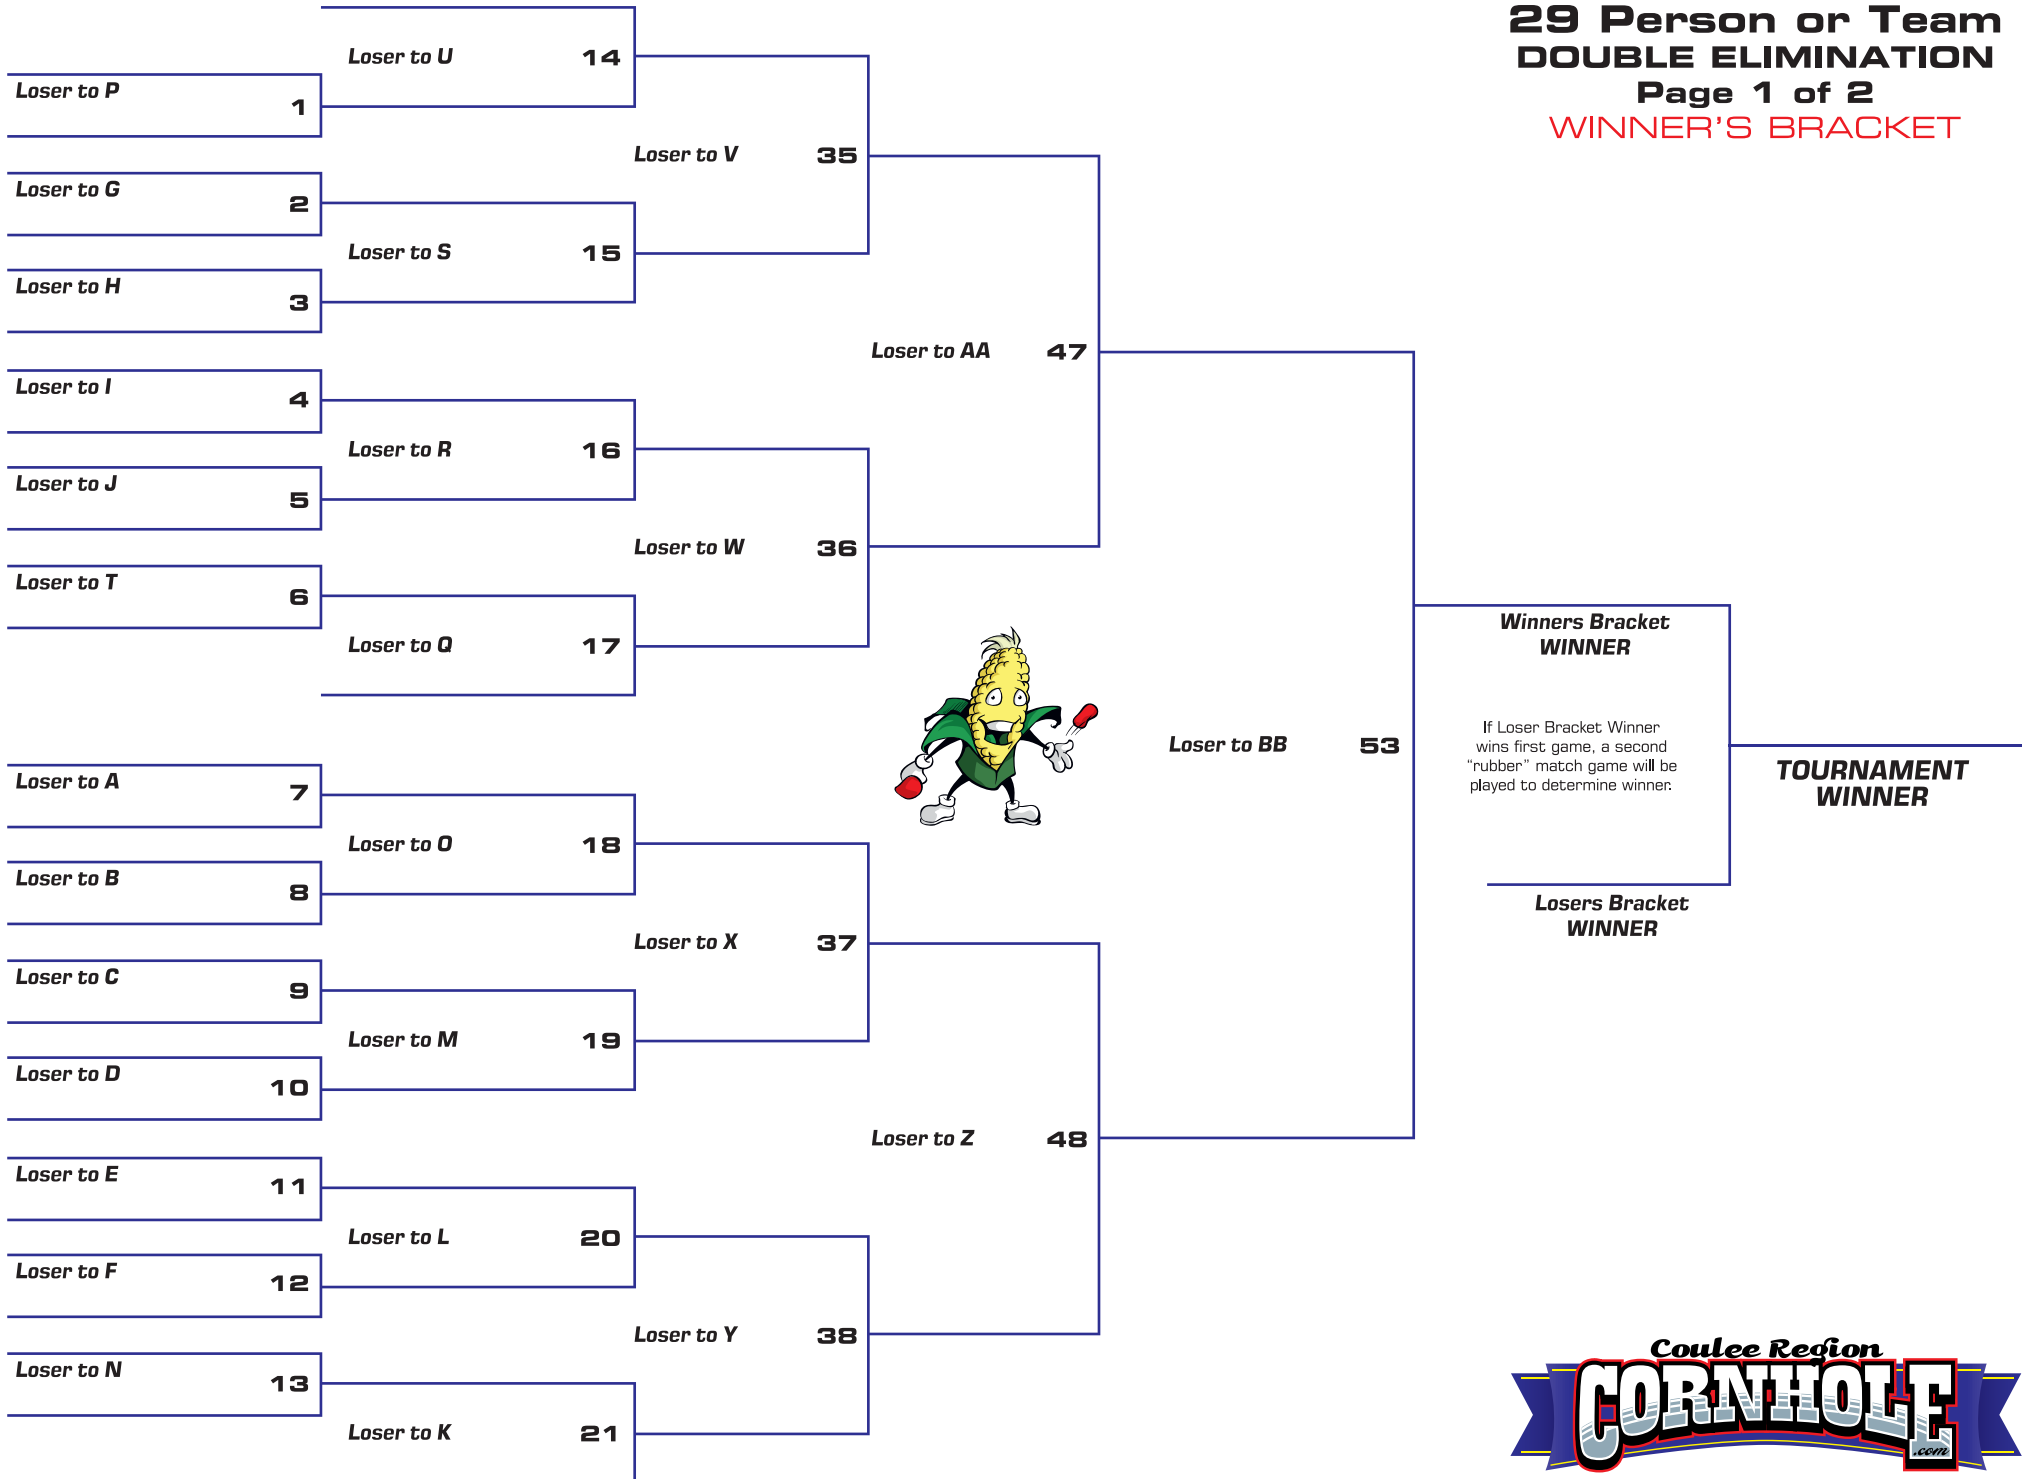 29 Person or Team
DOUBLE ELIMINATION
Page 1 of 2
WINNER'S BRACKET
Loser to P 1
Loser to G 2
Loser to H 3
Loser to I 4
Loser to J 5
Loser to T 6
Loser to A 7
Loser to B 8
Loser to C 9
Loser to D 10
Loser to E 11
Loser to F 12
Loser to N 13
Loser to U 14
Loser to S 15
Loser to R 16
Loser to Q 17
Loser to O 18
Loser to M 19
Loser to L 20
Loser to K 21
Loser to V 35
Loser to W 36
Loser to X 37
Loser to Y 38
Loser to AA 47
Loser to Z 48
Loser to BB 53
Winners Bracket
WINNER
If Loser Bracket Winner
wins first game, a second
"rubber" match game will be
played to determine winner.
Losers Bracket
WINNER
TOURNAMENT
WINNER
Coulee Region
CORNHOLE
.com